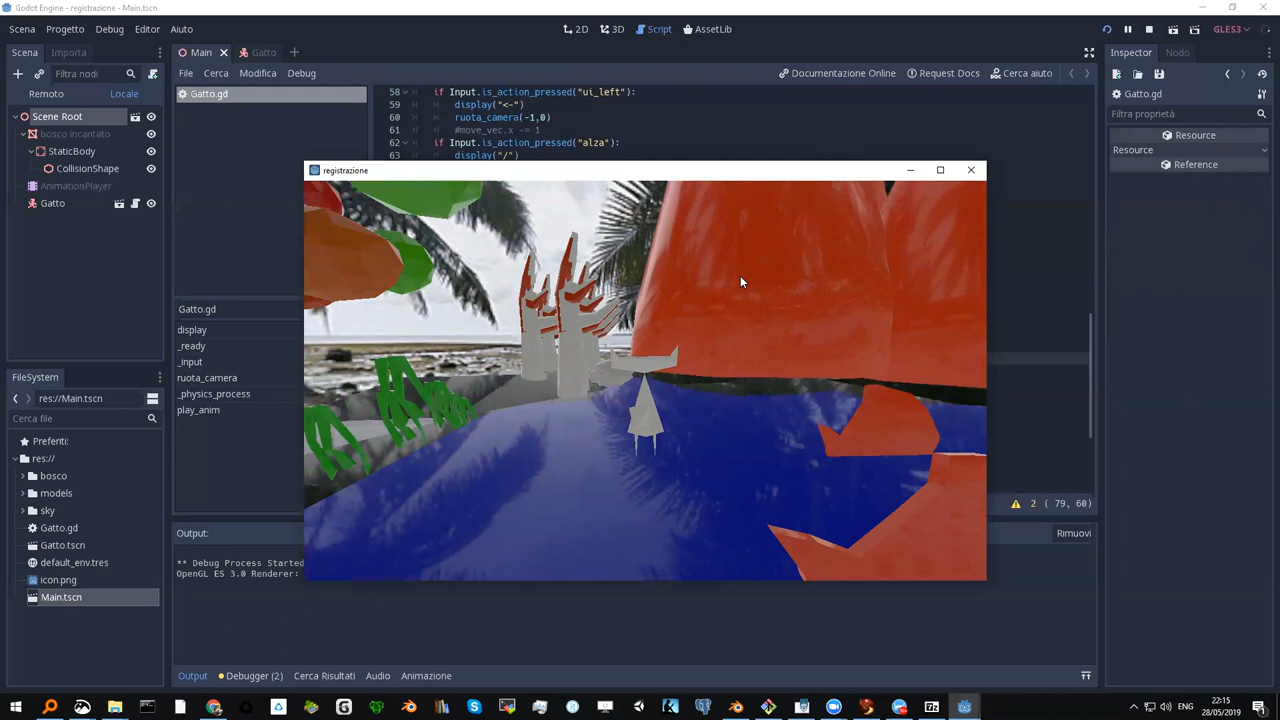 Godot Engine - registrazione - Main.tscn
Scena Progetto Debug Editor Aiuto
2D 3D Script AssetLib
GLES3
Scena Importa
Filtra nodi
Remoto Locale
Scene Root
bosco incantato
StaticBody
CollisionShape
AnimationPlayer
Gatto
FileSystem
res://Main.tscn
Cerca file
Preferiti:
res://
bosco
models
sky
Gatto.gd
Gatto.tscn
default_env.tres
icon.png
Main.tscn
Main Gatto
File Cerca Modifica Debug
Documentazione Online Request Docs Cerca aiuto
Gatto.gd
58 if Input.is_action_pressed("ui_left"):
59 display("<-")
60 ruota_camera(-1,0)
61 #move_vec.x -= 1
62 if Input.is_action_pressed("alza"):
63 display("/")
registrazione
Gatto.gd
display
_ready
_input
ruota_camera
_physics_process
play_anim
2 ( 79, 60)
Output:
Rimuovi
** Debug Process Started
OpenGL ES 3.0 Renderer:
Output Debugger (2) Cerca Risultati Audio Animazione
Inspector Nodo
Gatto.gd
Filtra proprietà
Resource
Resource
Reference
ENG
22:15
28/05/2019